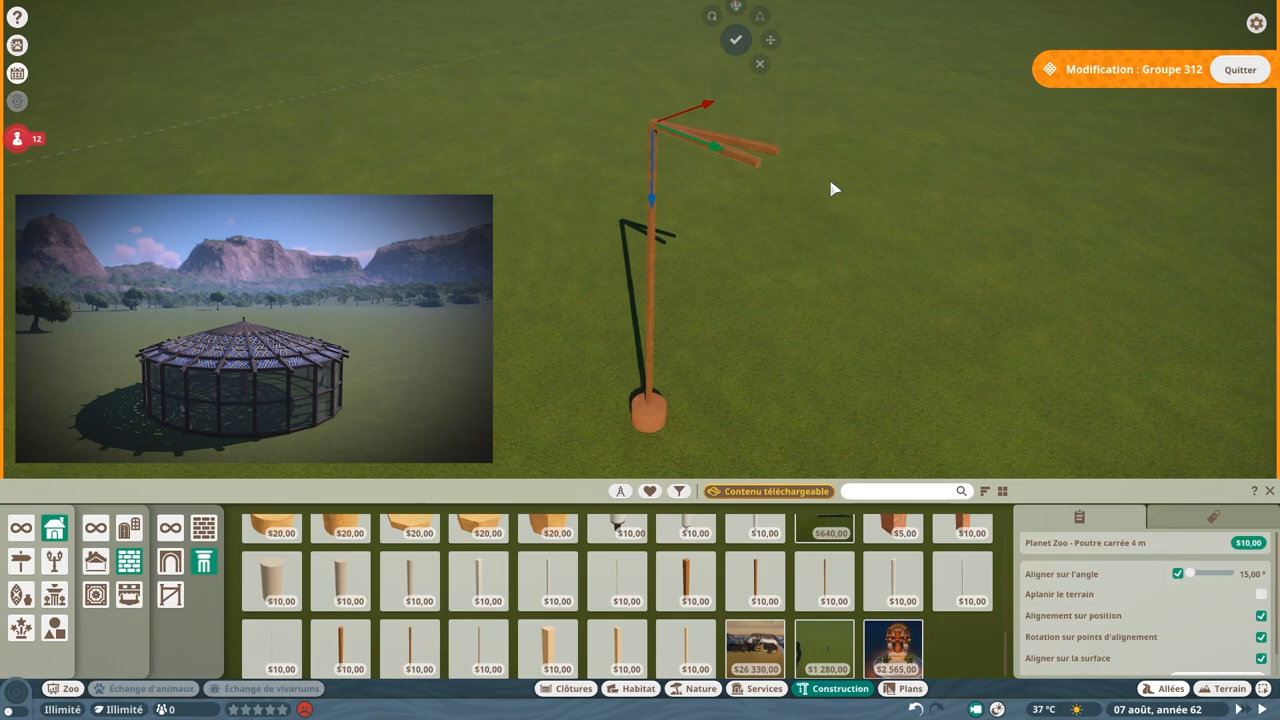 ?
Modification : Groupe 312
Quitter
12
Contenu téléchargeable
? 
$20,00 $20,00 $20,00 $20,00 $20,00 $10,00 $10,00 $10,00 $640,00 $5,00 $10,00
$10,00 $10,00 $10,00 $10,00 $10,00 $10,00 $10,00 $10,00 $10,00 $10,00 $10,00
$10,00 $10,00 $10,00 $10,00 $10,00 $10,00 $10,00 $26 330,00 $1 280,00 $2 565,00
Planet Zoo - Poutre carrée 4 m $10,00
Aligner sur l'angle 15,00 °
Aplanir le terrain
Alignement sur position
Rotation sur points d'alignement
Aligner sur la surface
Zoo Échange d'animaux Échange de vivariums Clôtures Habitat Nature Services Construction Plans Allées Terrain
Illimité Illimité 0 37 °C 07 août, année 62